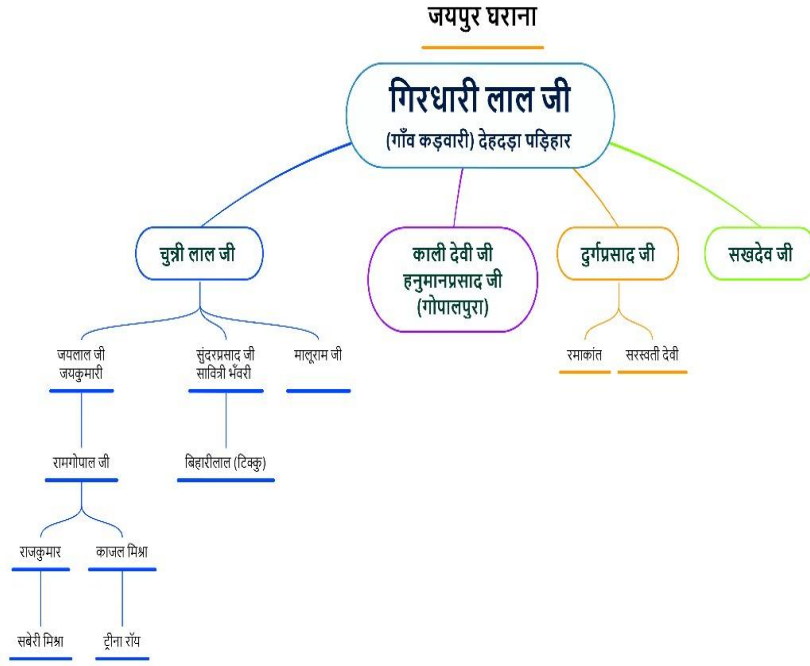 जयपुर घराना
गिरधारी लाल जी
(गाँव कड़वारी) देहदड़ा पड़िहार
चुन्नी लाल जी
काली देवी जी
हनुमानप्रसाद जी
(गोपालपुरा)
दुर्गप्रसाद जी
सखदेव जी
जयलाल जी
जयकुमारी
सुंदरप्रसाद जी
सावित्री भँवरी
मालूराम जी
रमाकांत
सरस्वती देवी
रामगोपाल जी
बिहारीलाल (टिक्कु)
राजकुमार
काजल मिश्रा
सबेरी मिश्रा
ट्रीना रॉय